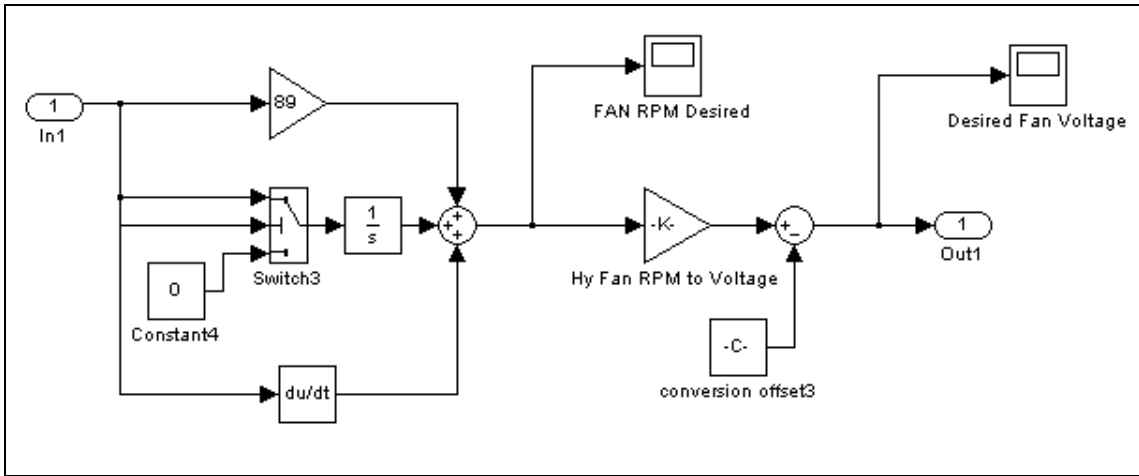 1
In1
89
FAN RPM Desired
Desired Fan Voltage
Switch3
1
s
+
+
+
-K-
Hy Fan RPM to Voltage
+
−
1
Out1
0
Constant4
-C-
conversion offset3
du/dt